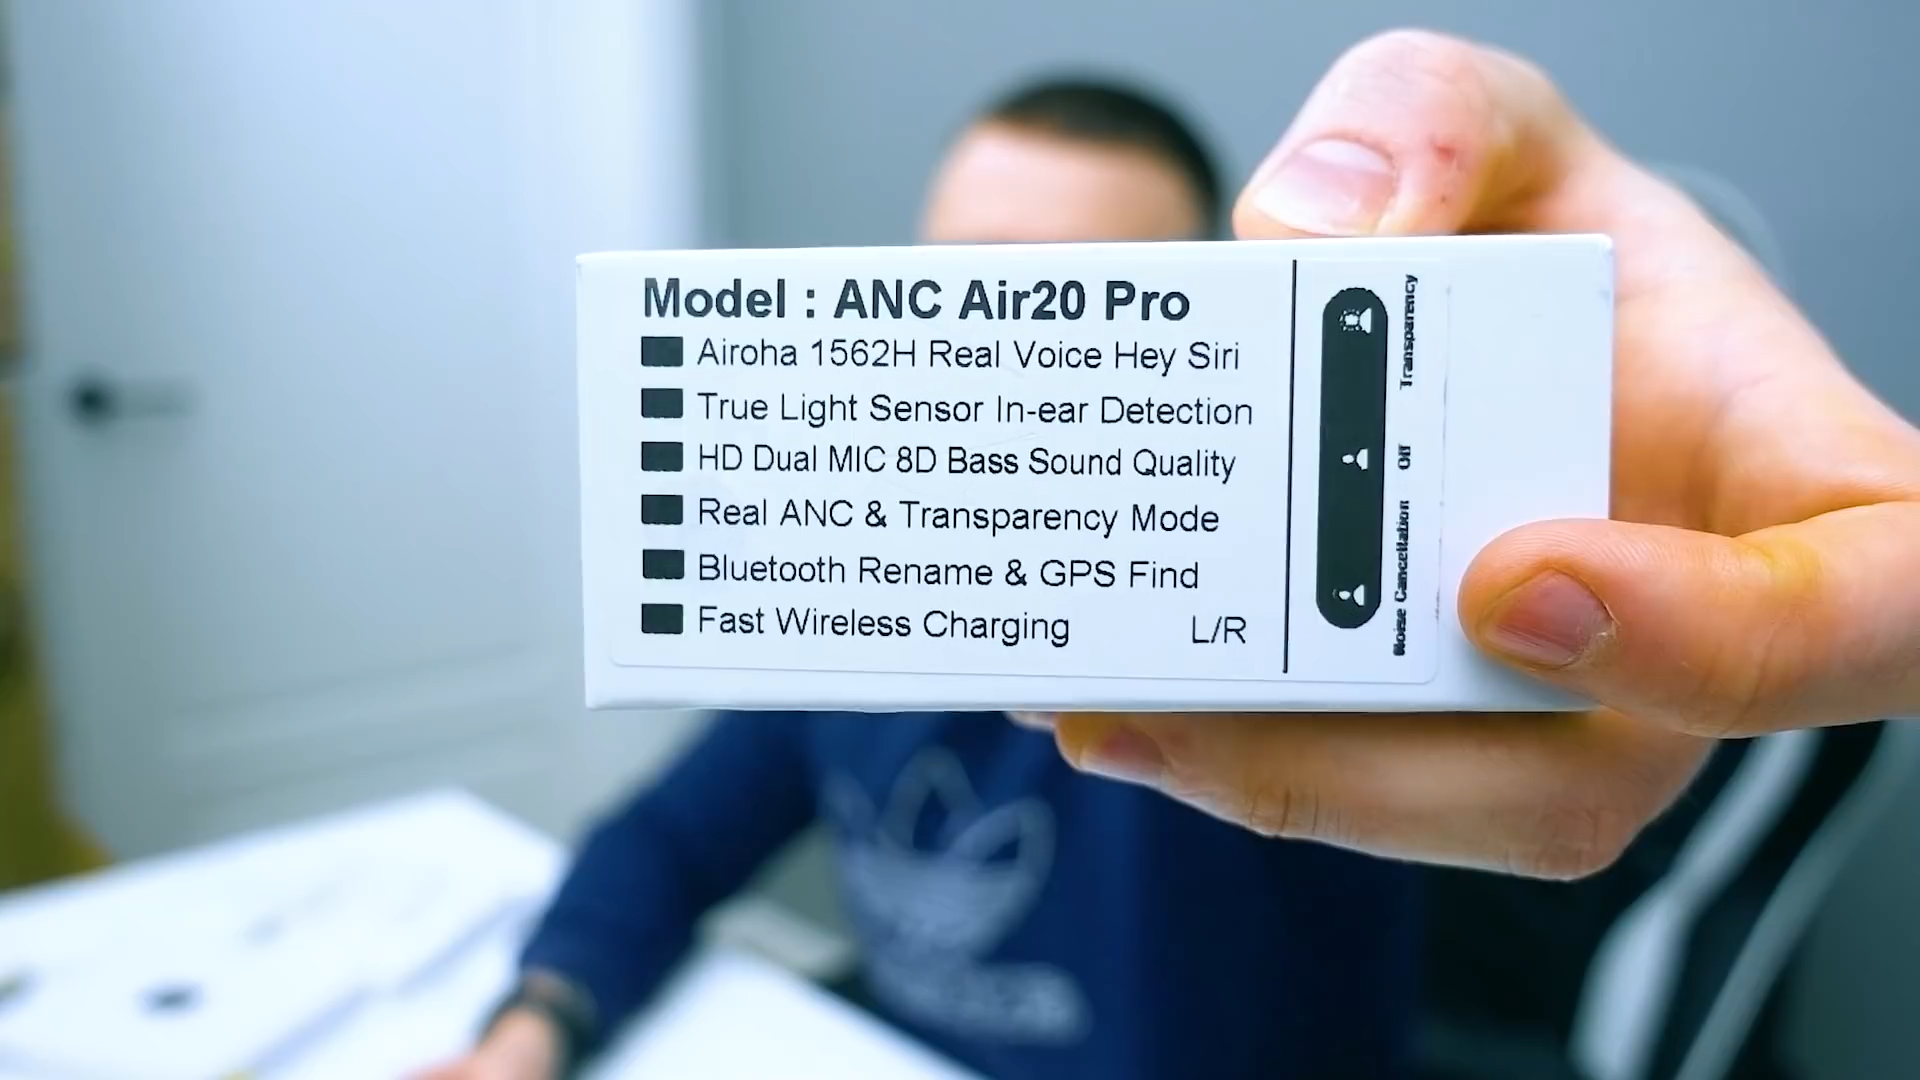 Model : ANC Air20 Pro
Airoha 1562H Real Voice Hey Siri
True Light Sensor In-ear Detection
HD Dual MIC 8D Bass Sound Quality
Real ANC & Transparency Mode
Bluetooth Rename & GPS Find
Fast Wireless Charging L/R
Noise Cancellation Off Transparency